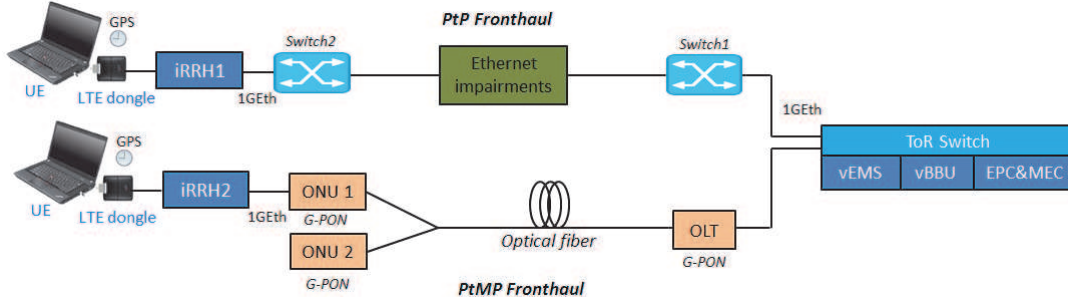 GPS
PtP Fronthaul
Switch2
Switch1
iRRH1
Ethernet
impairments
UE
LTE dongle
1GEth
1GEth
GPS
ToR Switch
vEMS
vBBU
EPC&MEC
iRRH2
ONU 1
UE
LTE dongle
1GEth
G-PON
ONU 2
Optical fiber
OLT
G-PON
G-PON
PtMP Fronthaul